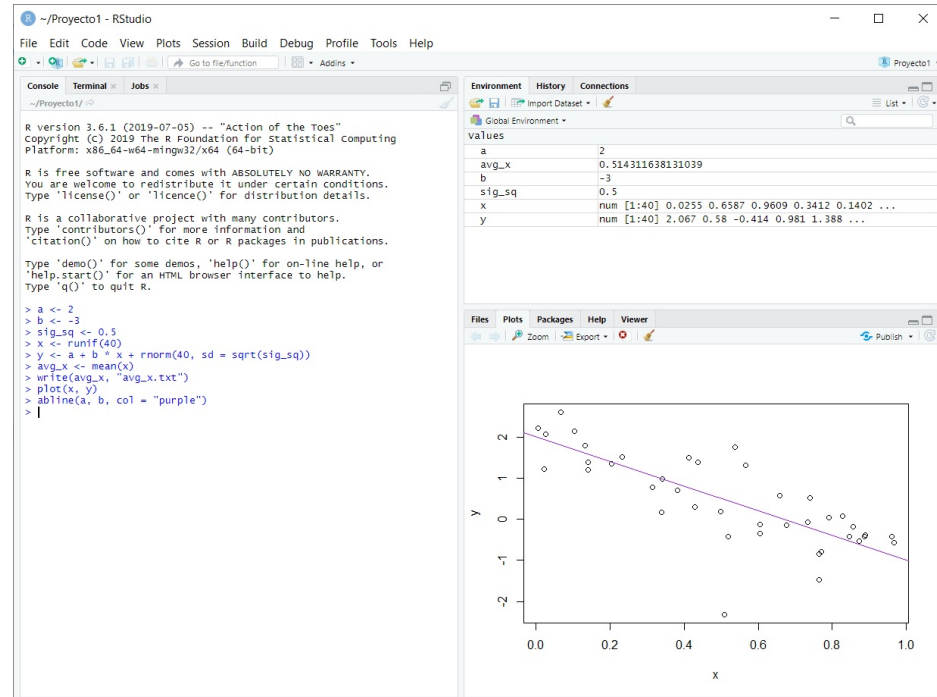 ~/Proyecto1 - RStudio
File Edit Code View Plots Session Build Debug Profile Tools Help
Go to file/function Addins Proyecto1
Console Terminal Jobs
~/Proyecto1/
R version 3.6.1 (2019-07-05) -- "Action of the Toes"
Copyright (C) 2019 The R Foundation for Statistical Computing
Platform: x86_64-w64-mingw32/x64 (64-bit)
R is free software and comes with ABSOLUTELY NO WARRANTY.
You are welcome to redistribute it under certain conditions.
Type 'license()' or 'licence()' for distribution details.
R is a collaborative project with many contributors.
Type 'contributors()' for more information and
'citation()' on how to cite R or R packages in publications.
Type 'demo()' for some demos, 'help()' for on-line help, or
'help.start()' for an HTML browser interface to help.
Type 'q()' to quit R.
> a <- 2
> b <- -3
> sig_sq <- 0.5
> x <- runif(40)
> y <- a + b * x + rnorm(40, sd = sqrt(sig_sq))
> avg_x <- mean(x)
> write(avg_x, "avg_x.txt")
> plot(x, y)
> abline(a, b, col = "purple")
>
Environment History Connections
Import Dataset List
Global Environment
Values
a 2
avg_x 0.514311638131039
b -3
sig_sq 0.5
x num [1:40] 0.0255 0.6587 0.9609 0.3412 0.1402 ...
y num [1:40] 2.067 0.58 -0.414 0.981 1.388 ...
Files Plots Packages Help Viewer
Zoom Export Publish
2
1
0
-1
-2
y
0.0 0.2 0.4 0.6 0.8 1.0
x